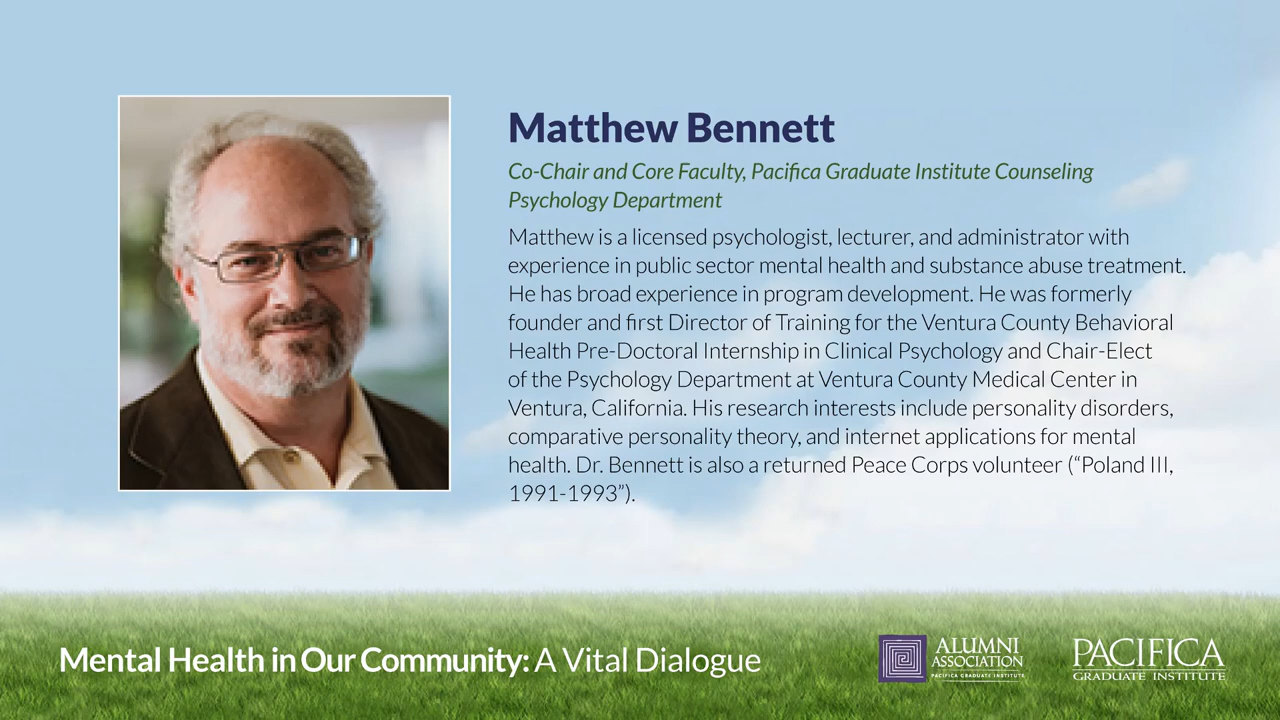 Matthew Bennett
Co-Chair and Core Faculty, Pacifica Graduate Institute Counseling
Psychology Department
Matthew is a licensed psychologist, lecturer, and administrator with
experience in public sector mental health and substance abuse treatment.
He has broad experience in program development. He was formerly
founder and first Director of Training for the Ventura County Behavioral
Health Pre-Doctoral Internship in Clinical Psychology and Chair-Elect
of the Psychology Department at Ventura County Medical Center in
Ventura, California. His research interests include personality disorders,
comparative personality theory, and internet applications for mental
health. Dr. Bennett is also a returned Peace Corps volunteer (“Poland III,
1991-1993”).
Mental Health in Our Community: A Vital Dialogue
ALUMNI
ASSOCIATION
PACIFICA GRADUATE INSTITUTE
PACIFICA
GRADUATE INSTITUTE